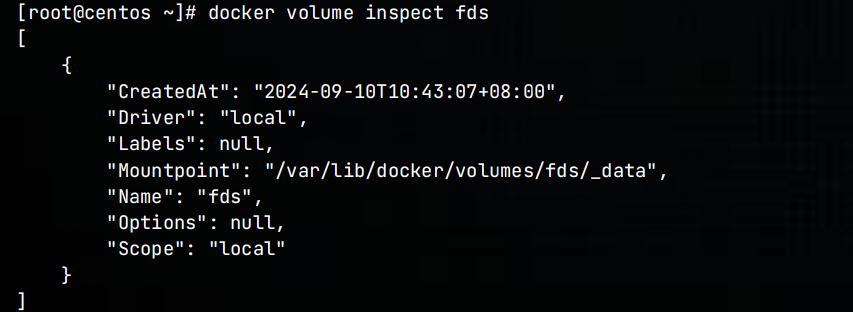 [root@centos ~]# docker volume inspect fds
[
    {
        "CreatedAt": "2024-09-10T10:43:07+08:00",
        "Driver": "local",
        "Labels": null,
        "Mountpoint": "/var/lib/docker/volumes/fds/_data",
        "Name": "fds",
        "Options": null,
        "Scope": "local"
    }
]